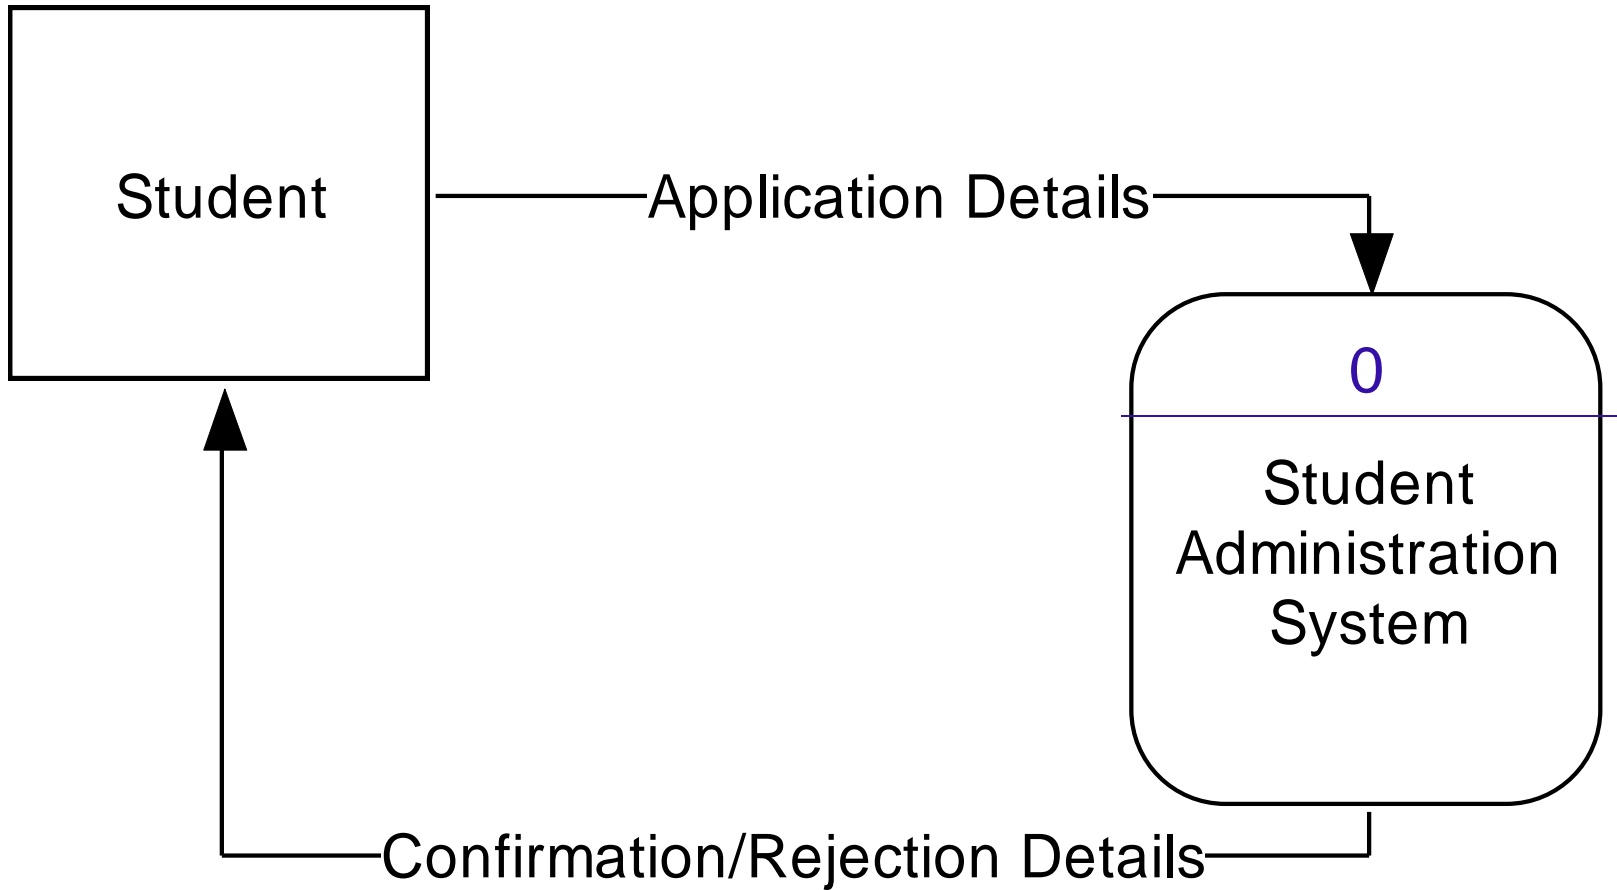 Student
Application Details
0
Student
Administration
System
Confirmation/Rejection Details